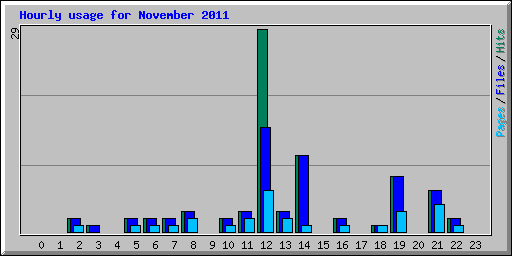 Hourly usage for November 2011
29
Pages/Files/Hits
0 1 2 3 4 5 6 7 8 9 10 11 12 13 14 15 16 17 18 19 20 21 22 23